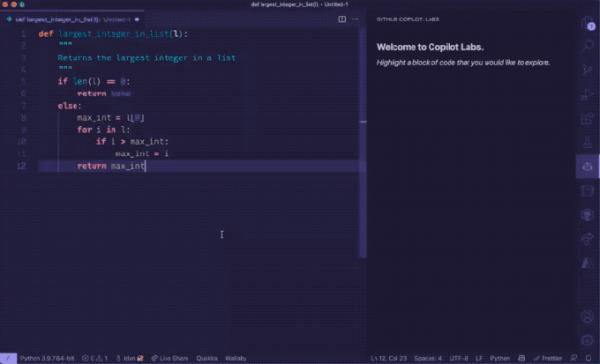 def largest_integer_in_list(l): • Untitled-1
def largest_integer_in_list(l): Untitled-1
GITHUB COPILOT LABS
Welcome to Copilot Labs.
Highlight a block of code that you would like to explore.
1 def largest_integer_in_list(l):
2 """
3 Returns the largest integer in a list
4 """
5 if len(l) == 0:
6 return None
7 else:
8 max_int = l[0]
9 for i in l:
10 if i > max_int:
11 max_int = i
12 return max_int
Python 3.9.7 64-bit 0 1 Live Share Quokka Wallaby Ln 12, Col 23 Spaces: 4 UTF-8 LF Python Prettier